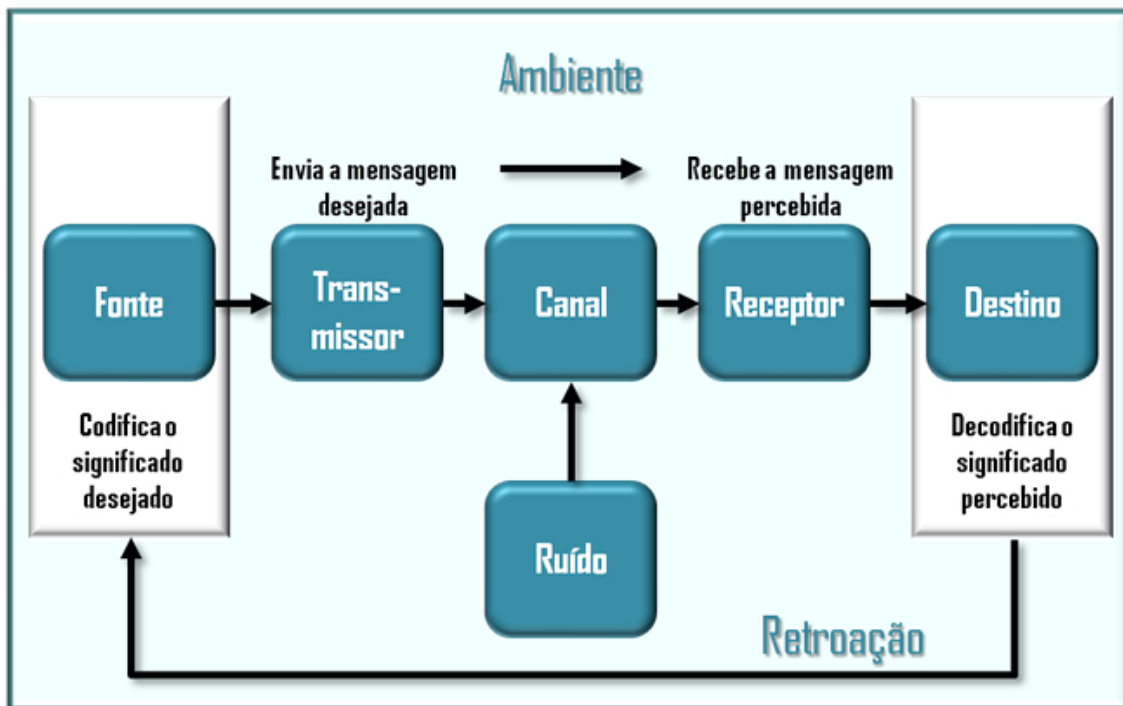 Ambiente
Envia a mensagem
desejada
Recebe a mensagem
percebida
Fonte
Trans-
missor
Canal
Receptor
Destino
Codifica o
significado
desejado
Decodifica o
significado
percebido
Ruído
Retroação